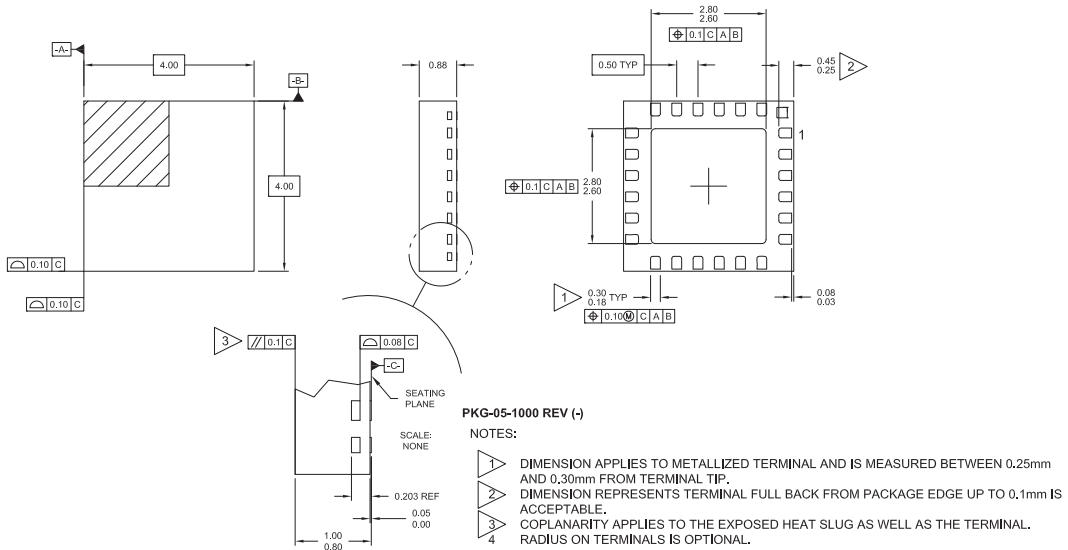 2.80
2.60
⌖ 0.1 C A B
-A-
4.00
0.88
0.50 TYP
0.45
0.25
2
-B-
1
4.00
⌖ 0.1 C A B
2.80
2.60
⌓ 0.10 C
⌓ 0.10 C
1
0.30 TYP
0.18
⌖ 0.10Ⓜ C A B
0.08
0.03
3
// 0.1 C
⌓ 0.08 C
-C-
SEATING
PLANE
SCALE:
NONE
0.203 REF
0.05
0.00
1.00
0.80
PKG-05-1000 REV (-)
NOTES:
1 DIMENSION APPLIES TO METALLIZED TERMINAL AND IS MEASURED BETWEEN 0.25mm
AND 0.30mm FROM TERMINAL TIP.
2 DIMENSION REPRESENTS TERMINAL FULL BACK FROM PACKAGE EDGE UP TO 0.1mm IS
ACCEPTABLE.
3 COPLANARITY APPLIES TO THE EXPOSED HEAT SLUG AS WELL AS THE TERMINAL.
4 RADIUS ON TERMINALS IS OPTIONAL.